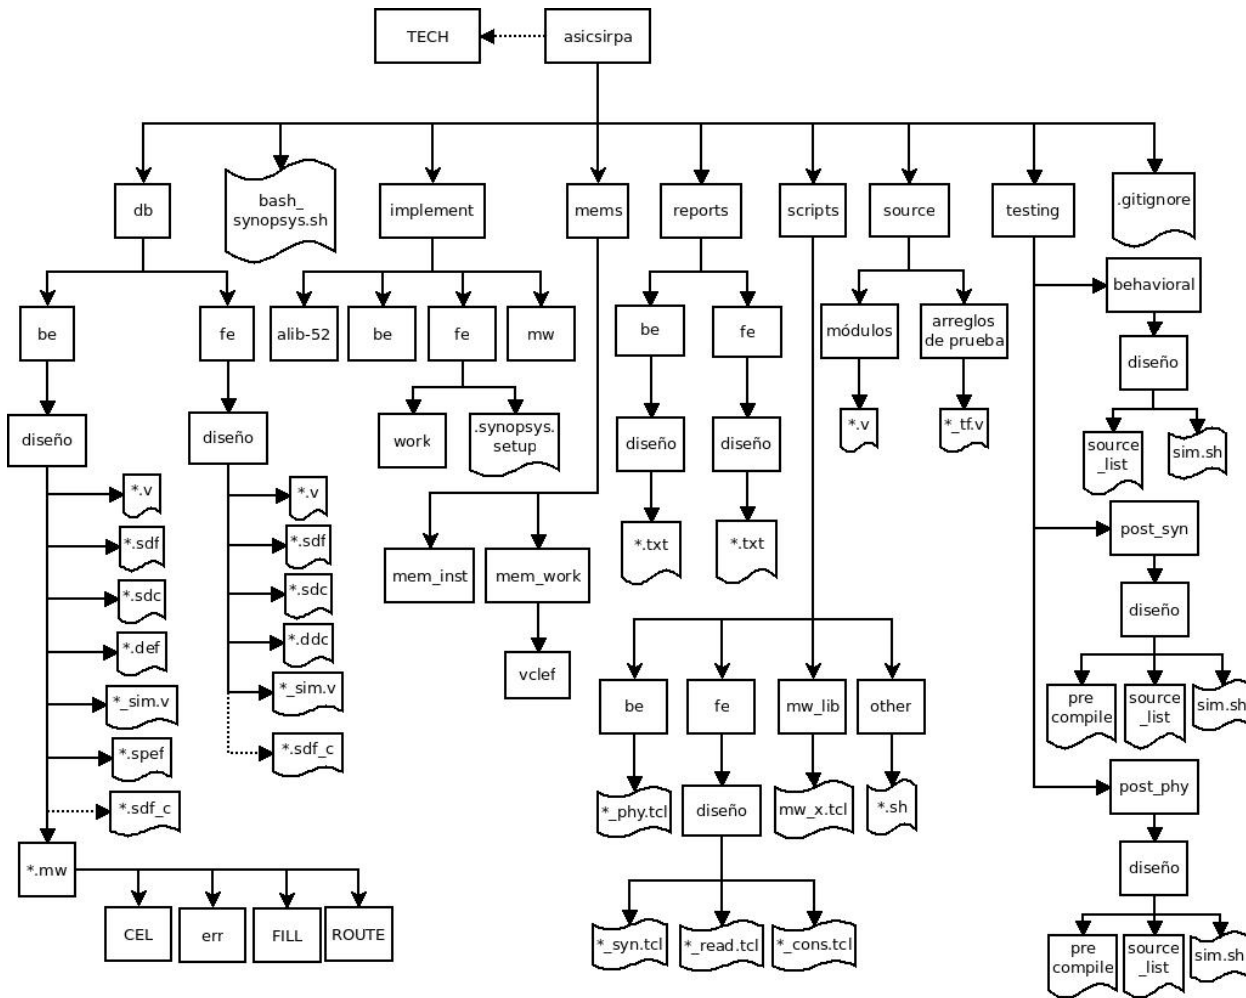 TECH
asicsirpa
db
bash_
synopsys.sh
implement
mems
reports
scripts
source
testing
.gitignore
be
fe
alib-52
be
fe
mw
be
fe
módulos
arreglos
de prueba
behavioral
diseño
diseño
work
.synopsys.
setup
diseño
diseño
*.v
*_tf.v
diseño
source
_list
sim.sh
*.v
*.sdf
*.sdc
*.def
*_sim.v
*.spef
*.sdf_c
*.mw
CEL
err
FILL
ROUTE
*.v
*.sdf
*.sdc
*.ddc
*_sim.v
*.sdf_c
mem_inst
mem_work
vclef
*.txt
*.txt
be
fe
mw_lib
other
*_phy.tcl
diseño
mw_x.tcl
*.sh
*_syn.tcl
*_read.tcl
*_cons.tcl
post_syn
diseño
pre
compile
source
_list
sim.sh
post_phy
diseño
pre
compile
source
_list
sim.sh